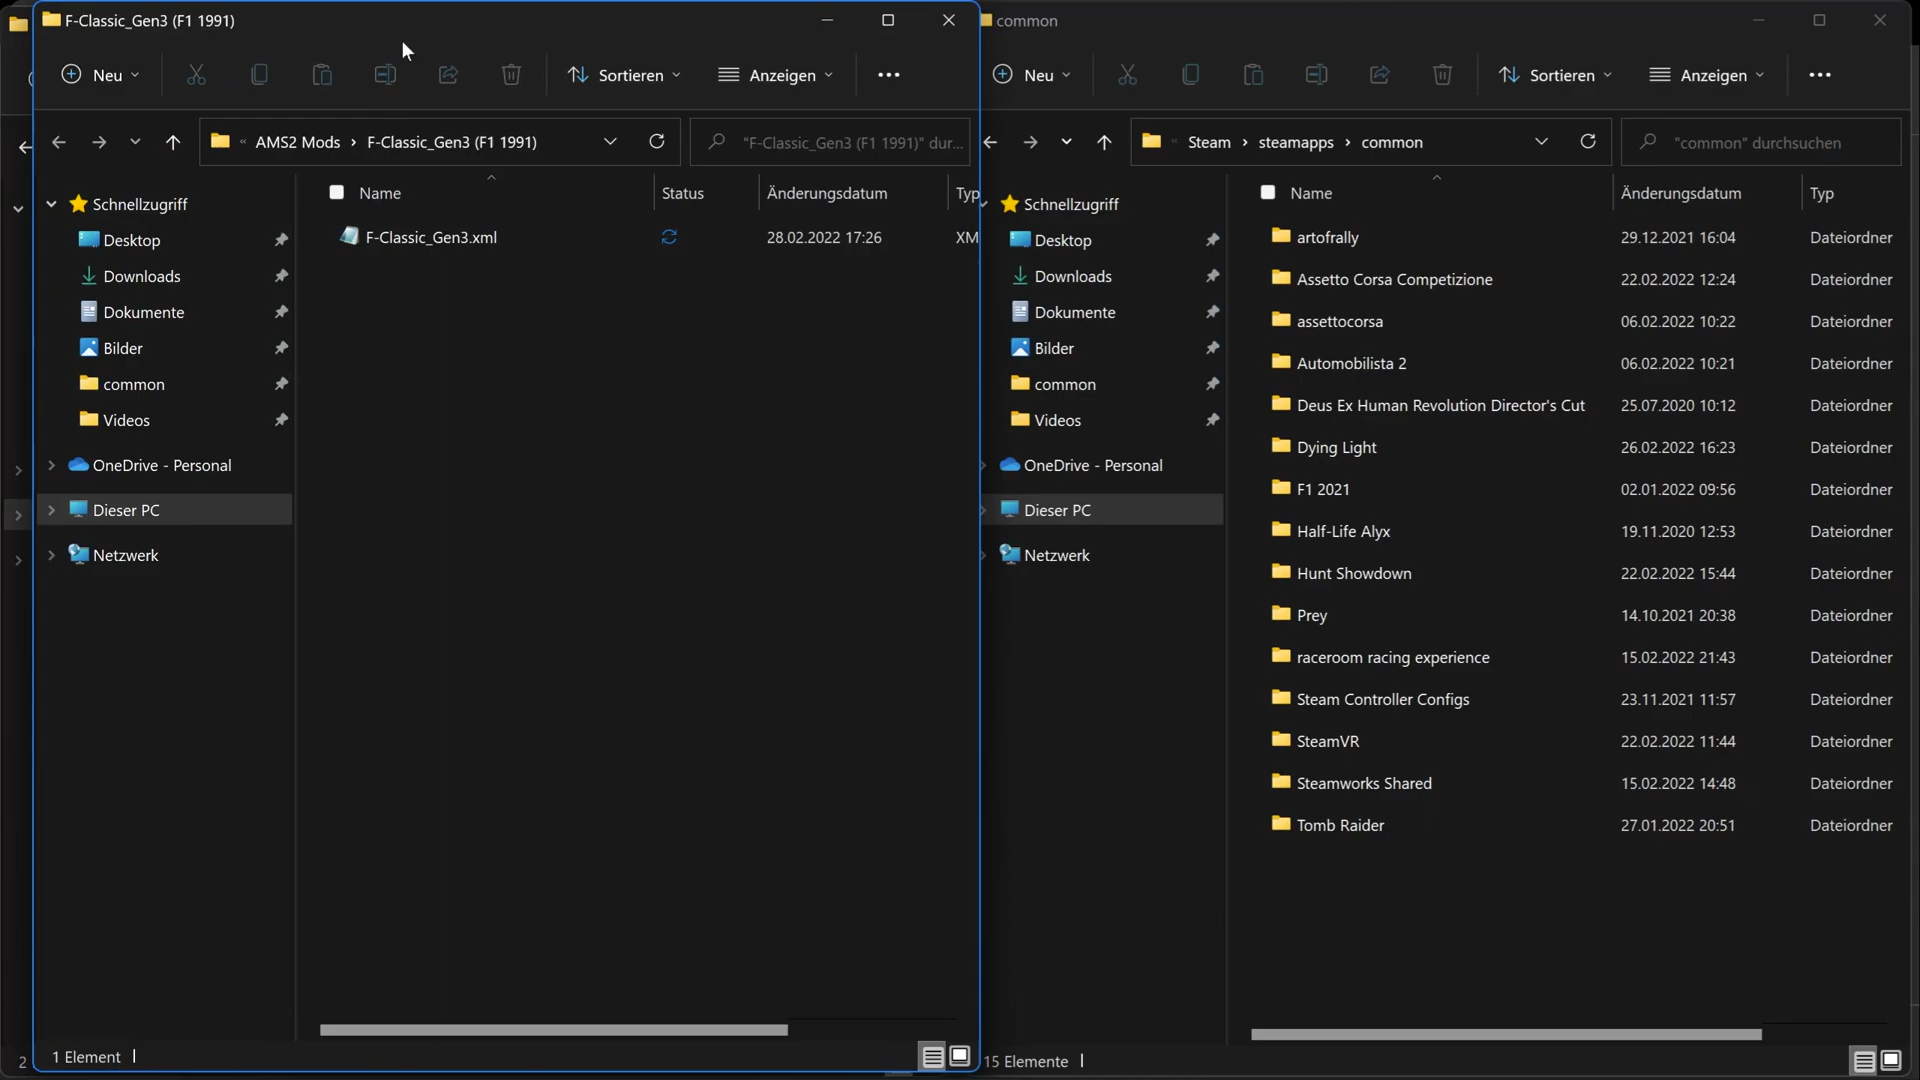 F-Classic_Gen3 (F1 1991)
Neu
Sortieren
Anzeigen
AMS2 Mods › F-Classic_Gen3 (F1 1991)
"F-Classic_Gen3 (F1 1991)" dur...
Name
Status
Änderungsdatum
Typ
F-Classic_Gen3.xml
28.02.2022 17:26
XM
Schnellzugriff
Desktop
Downloads
Dokumente
Bilder
common
Videos
OneDrive - Personal
Dieser PC
Netzwerk
2
1 Element
common
Neu
Sortieren
Anzeigen
Steam › steamapps › common
"common" durchsuchen
Schnellzugriff
Desktop
Downloads
Dokumente
Bilder
common
Videos
OneDrive - Personal
Dieser PC
Netzwerk
Name Änderungsdatum Typ
artofrally 29.12.2021 16:04 Dateiordner
Assetto Corsa Competizione 22.02.2022 12:24 Dateiordner
assettocorsa 06.02.2022 10:22 Dateiordner
Automobilista 2 06.02.2022 10:21 Dateiordner
Deus Ex Human Revolution Director's Cut 25.07.2020 10:12 Dateiordner
Dying Light 26.02.2022 16:23 Dateiordner
F1 2021 02.01.2022 09:56 Dateiordner
Half-Life Alyx 19.11.2020 12:53 Dateiordner
Hunt Showdown 22.02.2022 15:44 Dateiordner
Prey 14.10.2021 20:38 Dateiordner
raceroom racing experience 15.02.2022 21:43 Dateiordner
Steam Controller Configs 23.11.2021 11:57 Dateiordner
SteamVR 22.02.2022 11:44 Dateiordner
Steamworks Shared 15.02.2022 14:48 Dateiordner
Tomb Raider 27.01.2022 20:51 Dateiordner
15 Elemente